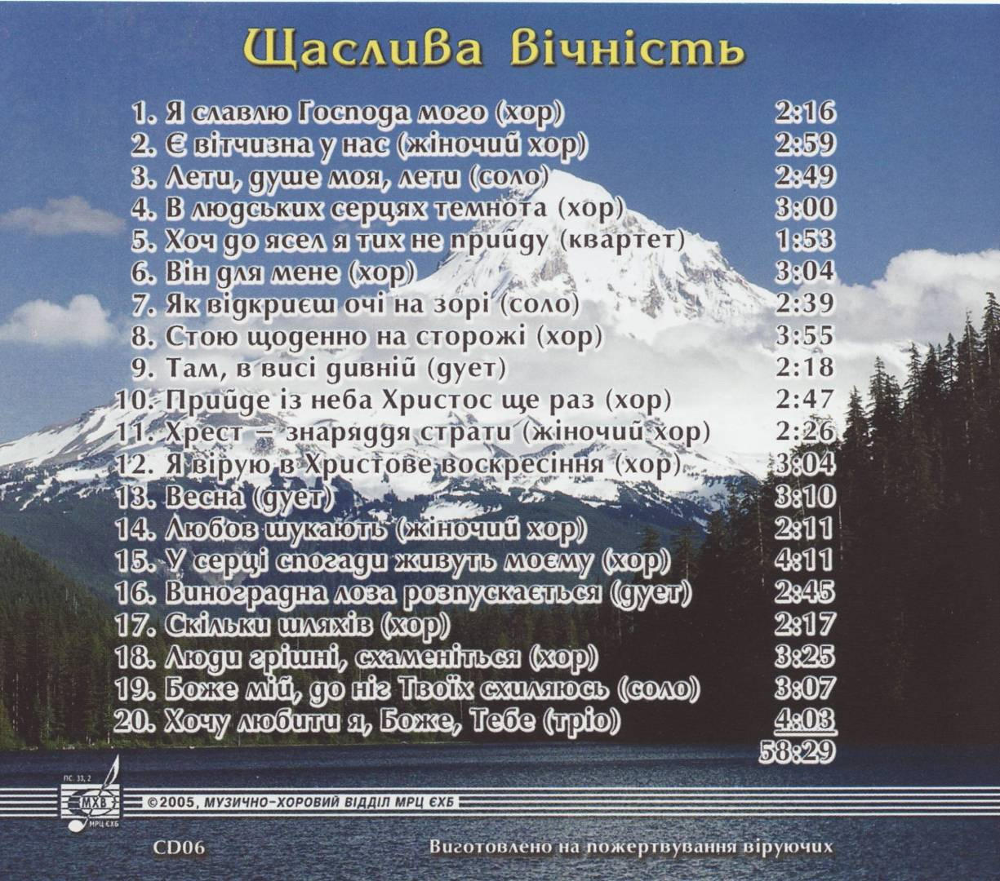 Щаслива вічність
1. Я славлю Господа мого (хор) 2:16
2. Є вітчизна у нас (жіночий хор) 2:59
3. Лети, душе моя, лети (соло) 2:49
4. В людських серцях темнота (хор) 3:00
5. Хоч до ясел я тих не прийду (квартет) 1:53
6. Він для мене (хор) 3:04
7. Як відкриєш очі на зорі (соло) 2:39
8. Стою щоденно на сторожі (хор) 3:55
9. Там, в висі дивній (дует) 2:18
10. Прийде із неба Христос ще раз (хор) 2:47
11. Хрест – знаряддя страти (жіночий хор) 2:26
12. Я вірую в Христове воскресіння (хор) 3:04
13. Весна (дует) 3:10
14. Любов шукають (жіночий хор) 2:11
15. У серці спогади живуть моєму (хор) 4:11
16. Виноградна лоза розпускається (дует) 2:45
17. Скільки шляхів (хор) 2:17
18. Люди грішні, схаменіться (хор) 3:25
19. Боже мій, до ніг Твоїх схиляюсь (соло) 3:07
20. Хочу любити я, Боже, Тебе (тріо) 4:03
58:29
ПС. 33, 2
МХВ
МРЦ ЄХБ
©2005, МУЗИЧНО-ХОРОВИЙ ВІДДІЛ МРЦ ЄХБ
CD06 Виготовлено на пожертвування віруючих